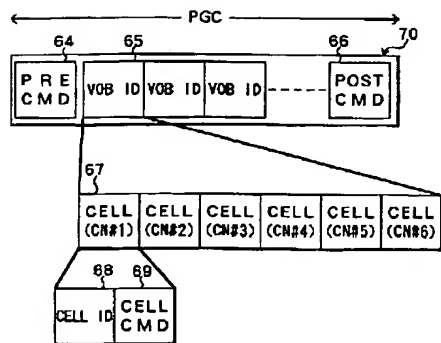 PGC
64 65 66 70
PRE CMD VOB ID VOB ID VOB ID POST CMD
67
CELL (CN#1) CELL (CN#2) CELL (CN#3) CELL (CN#4) CELL (CN#5) CELL (CN#6)
68 69
CELL ID CELL CMD